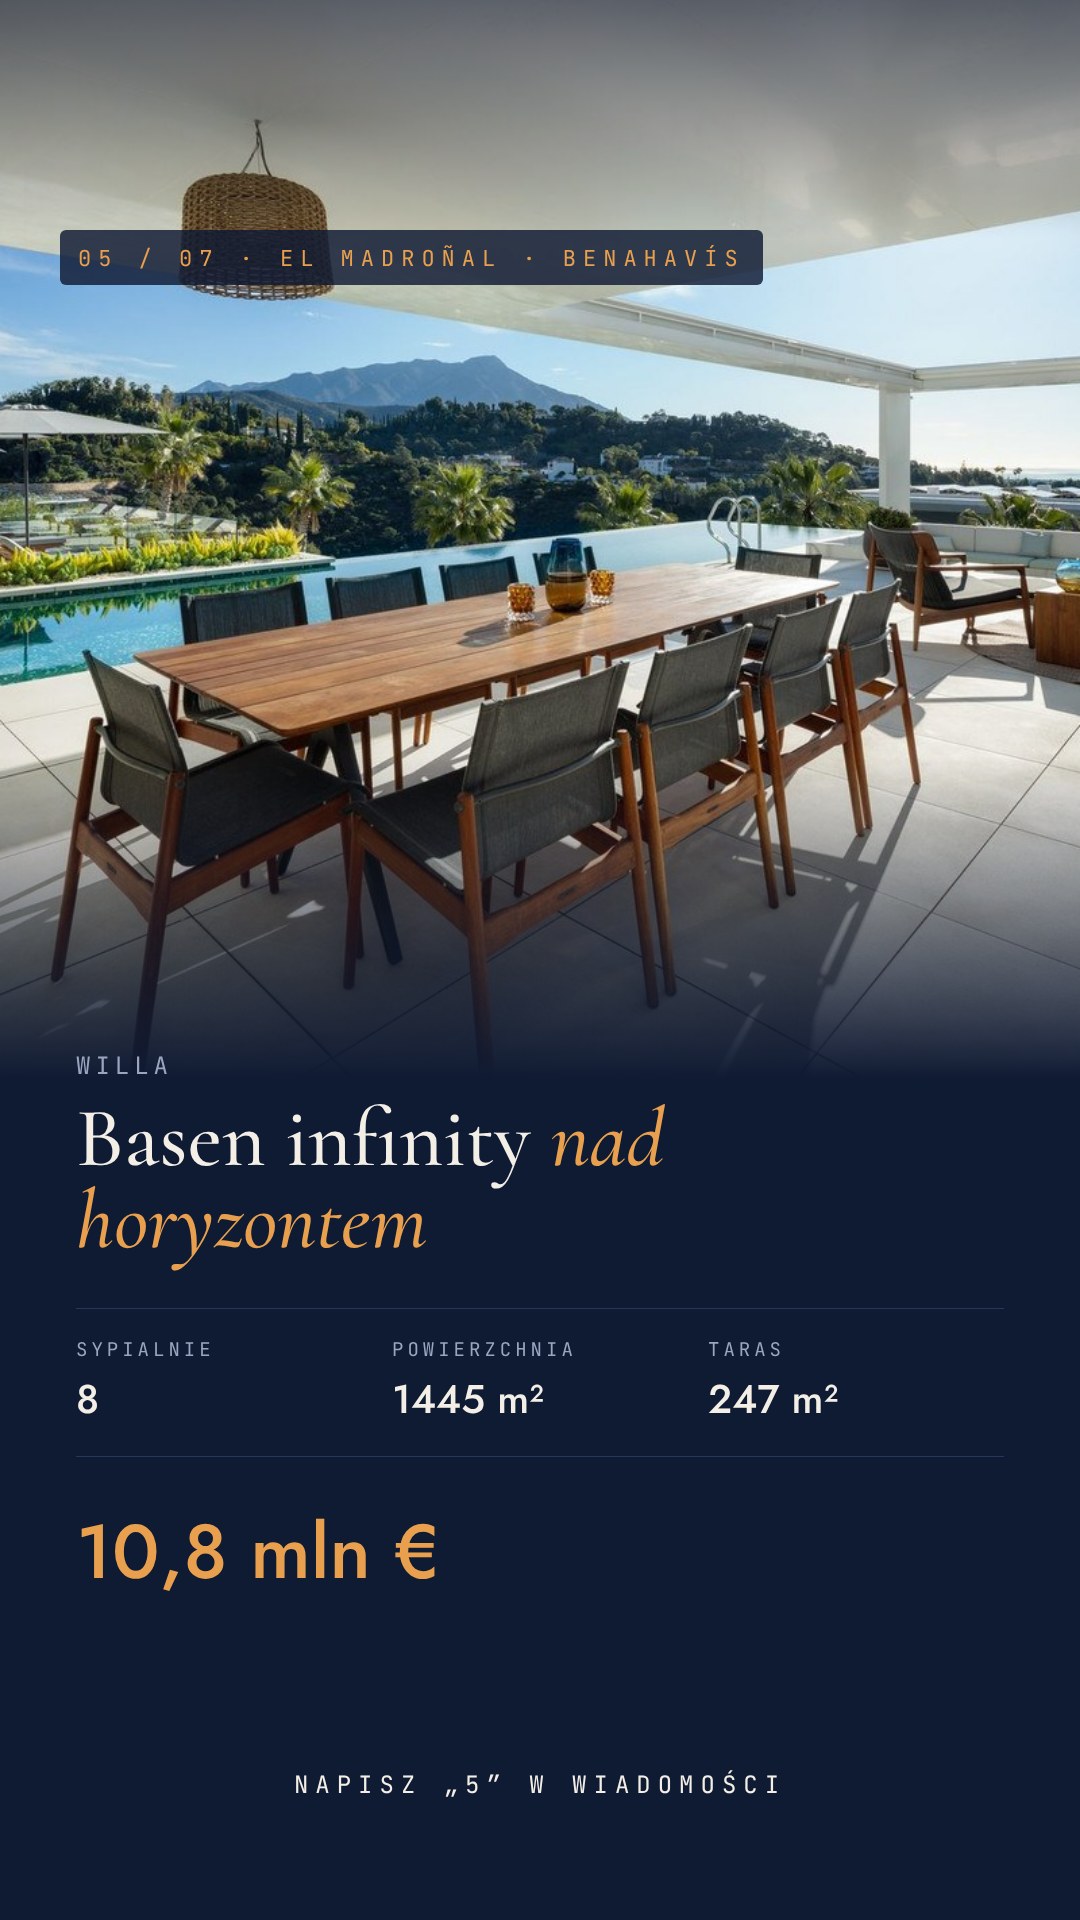 05 / 07 · EL MADROÑAL · BENAHAVÍS
WILLA
Basen infinity nad
horyzontem
SYPIALNIE POWIERZCHNIA TARAS
8 1445 m² 247 m²
10,8 mln €
NAPISZ „5” W WIADOMOŚCI